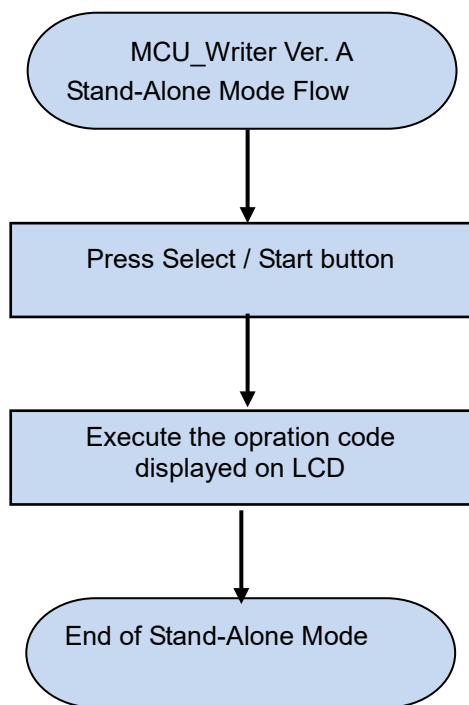 MCU_Writer Ver. A
Stand-Alone Mode Flow
Press Select / Start button
Execute the opration code
displayed on LCD
End of Stand-Alone Mode